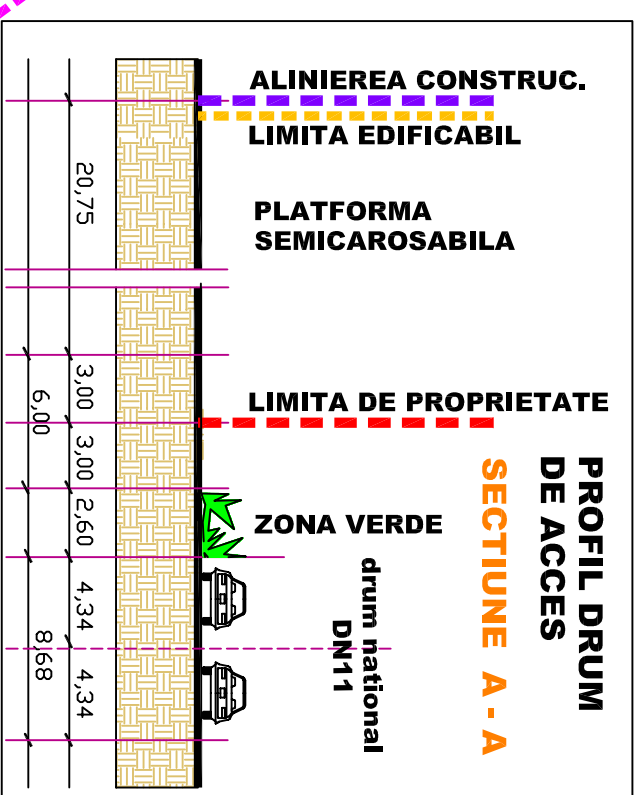 PROFIL DRUM
DE ACCES
SECTIUNE A - A
ALINIEREA CONSTRUC.
LIMITA EDIFICABIL
PLATFORMA
SEMICAROSABILA
LIMITA DE PROPRIETATE
ZONA VERDE
drum national
DN11
20,75
3,00
3,00
2,60
4,34
4,34
6,00
8,68